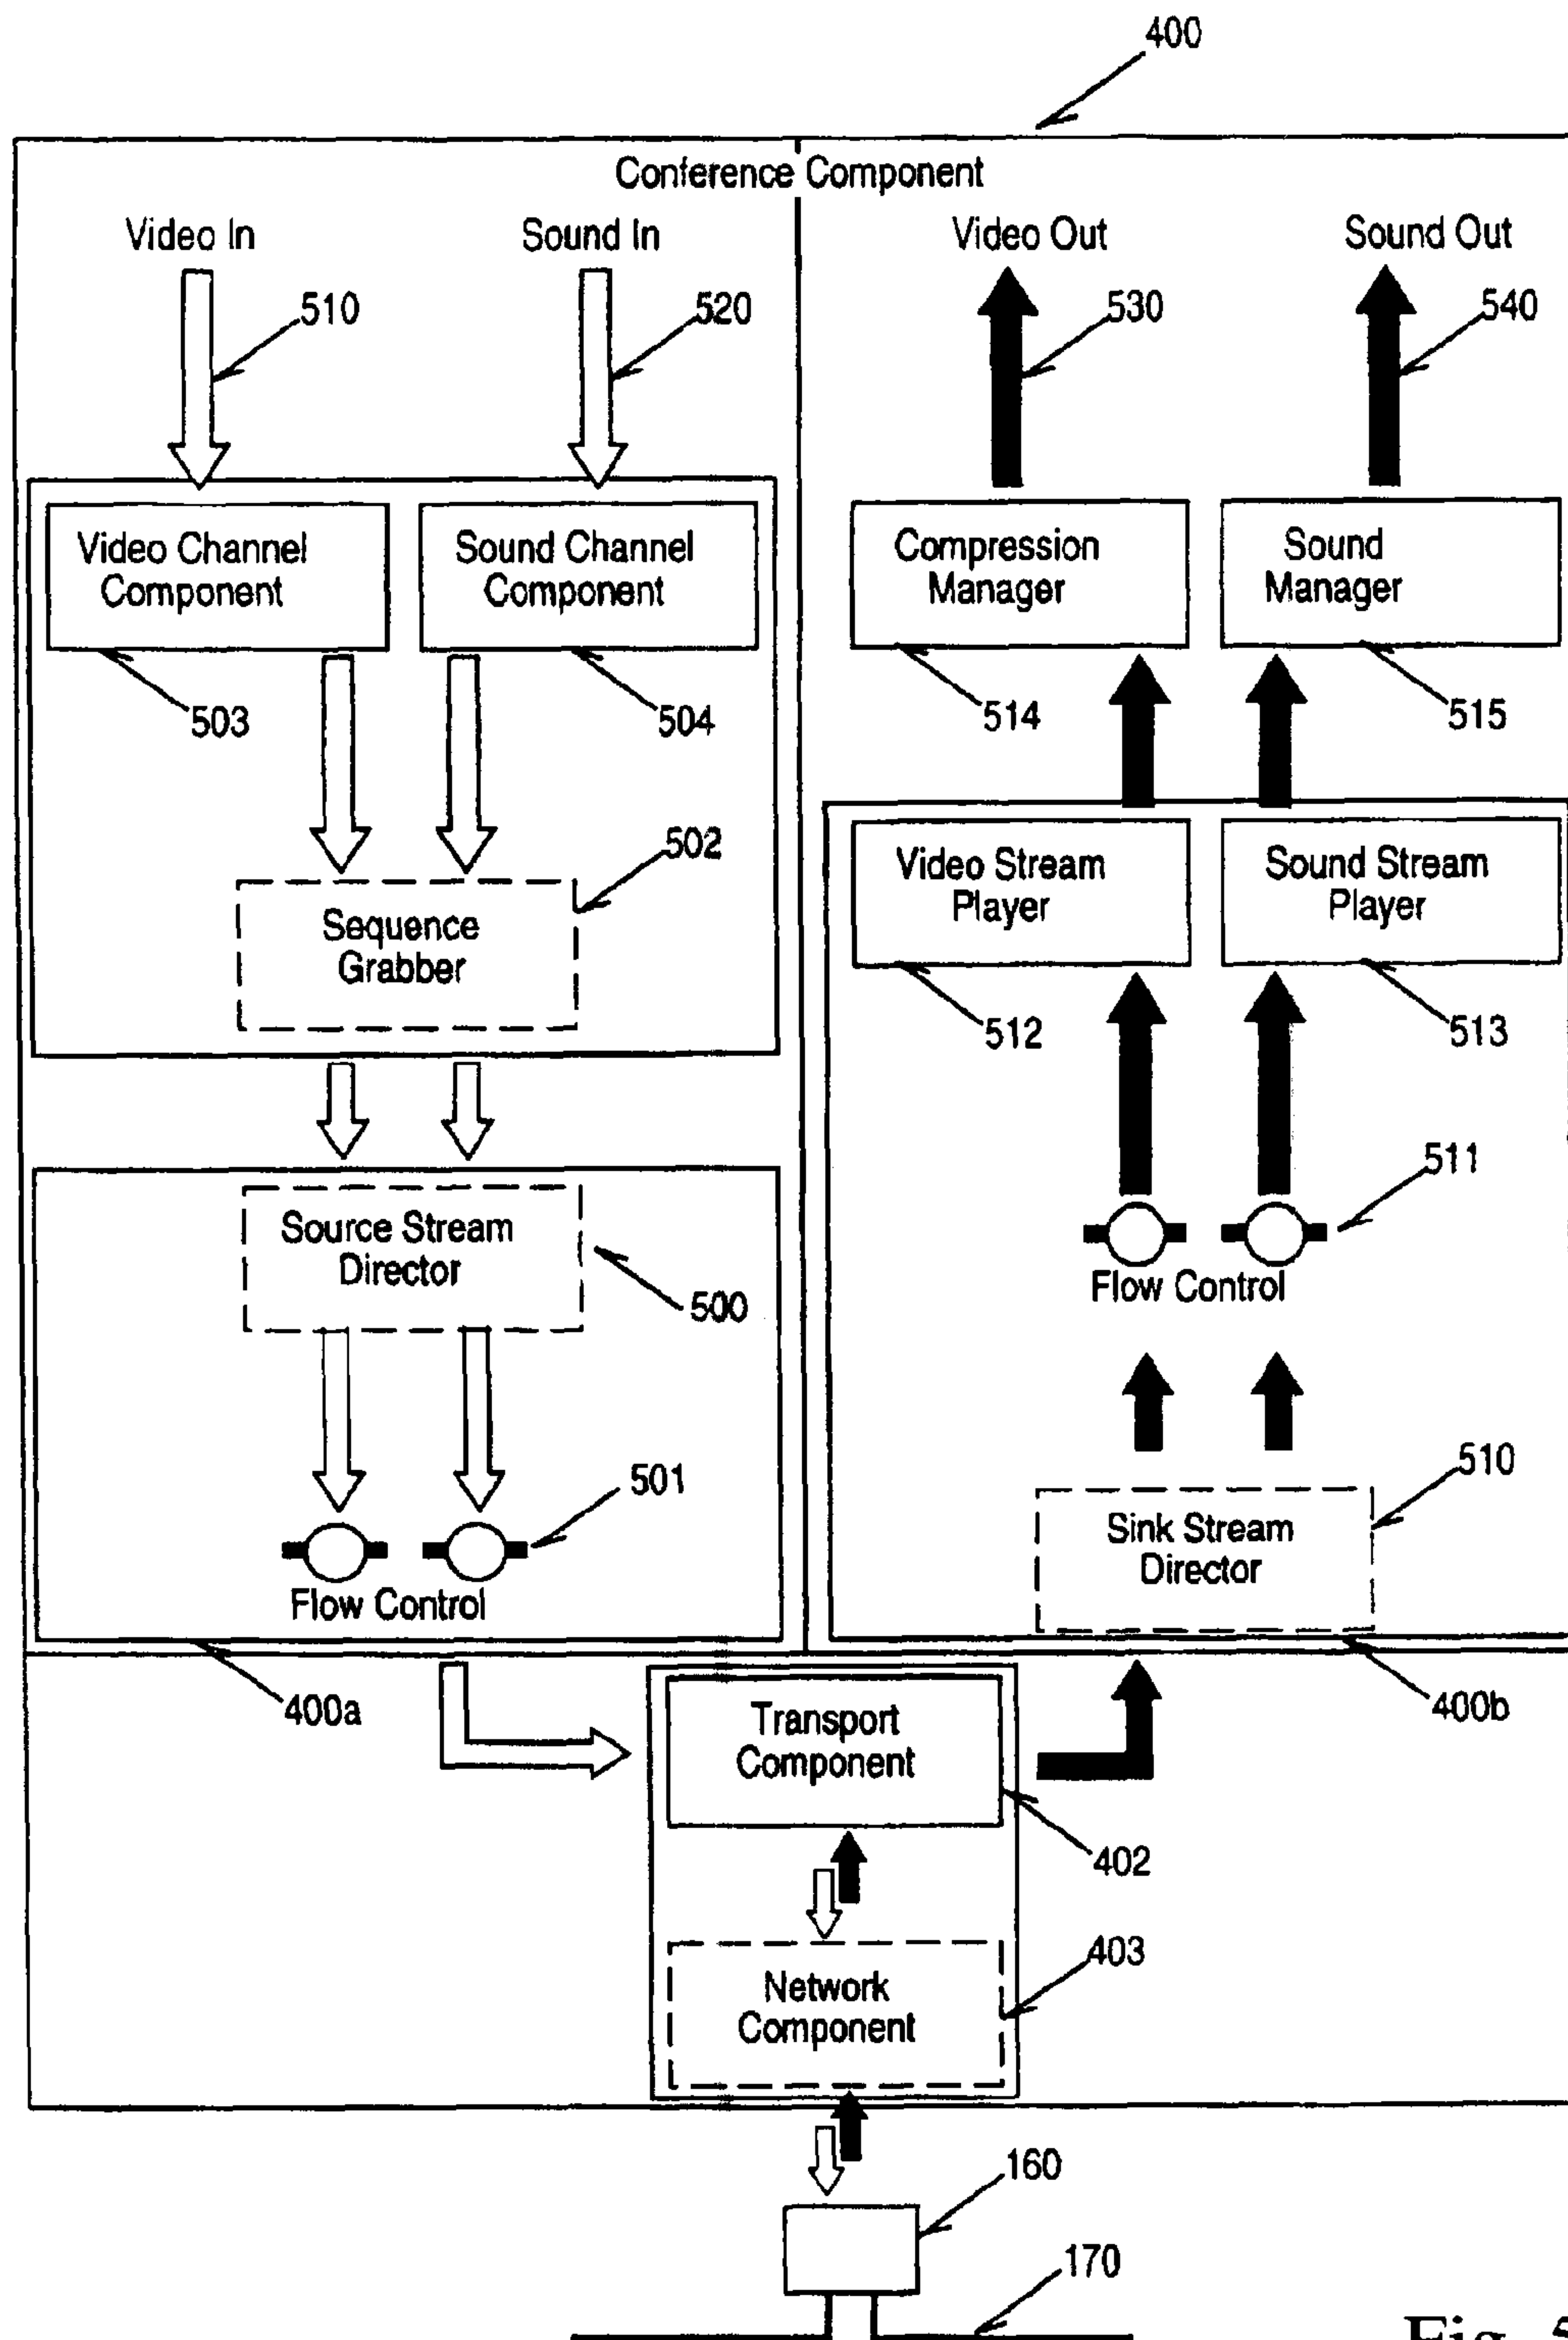 400
Conference Component
Video In
Sound In
Video Out
Sound Out
510
520
530
540
Video Channel
Component
Sound Channel
Component
Compression
Manager
Sound
Manager
503
504
514
515
502
Sequence
Grabber
Video Stream
Player
Sound Stream
Player
512
513
Source Stream
Director
500
511
Flow Control
501
Flow Control
510
Sink Stream
Director
400a
400b
Transport
Component
402
403
Network
Component
160
170
Fig. 5